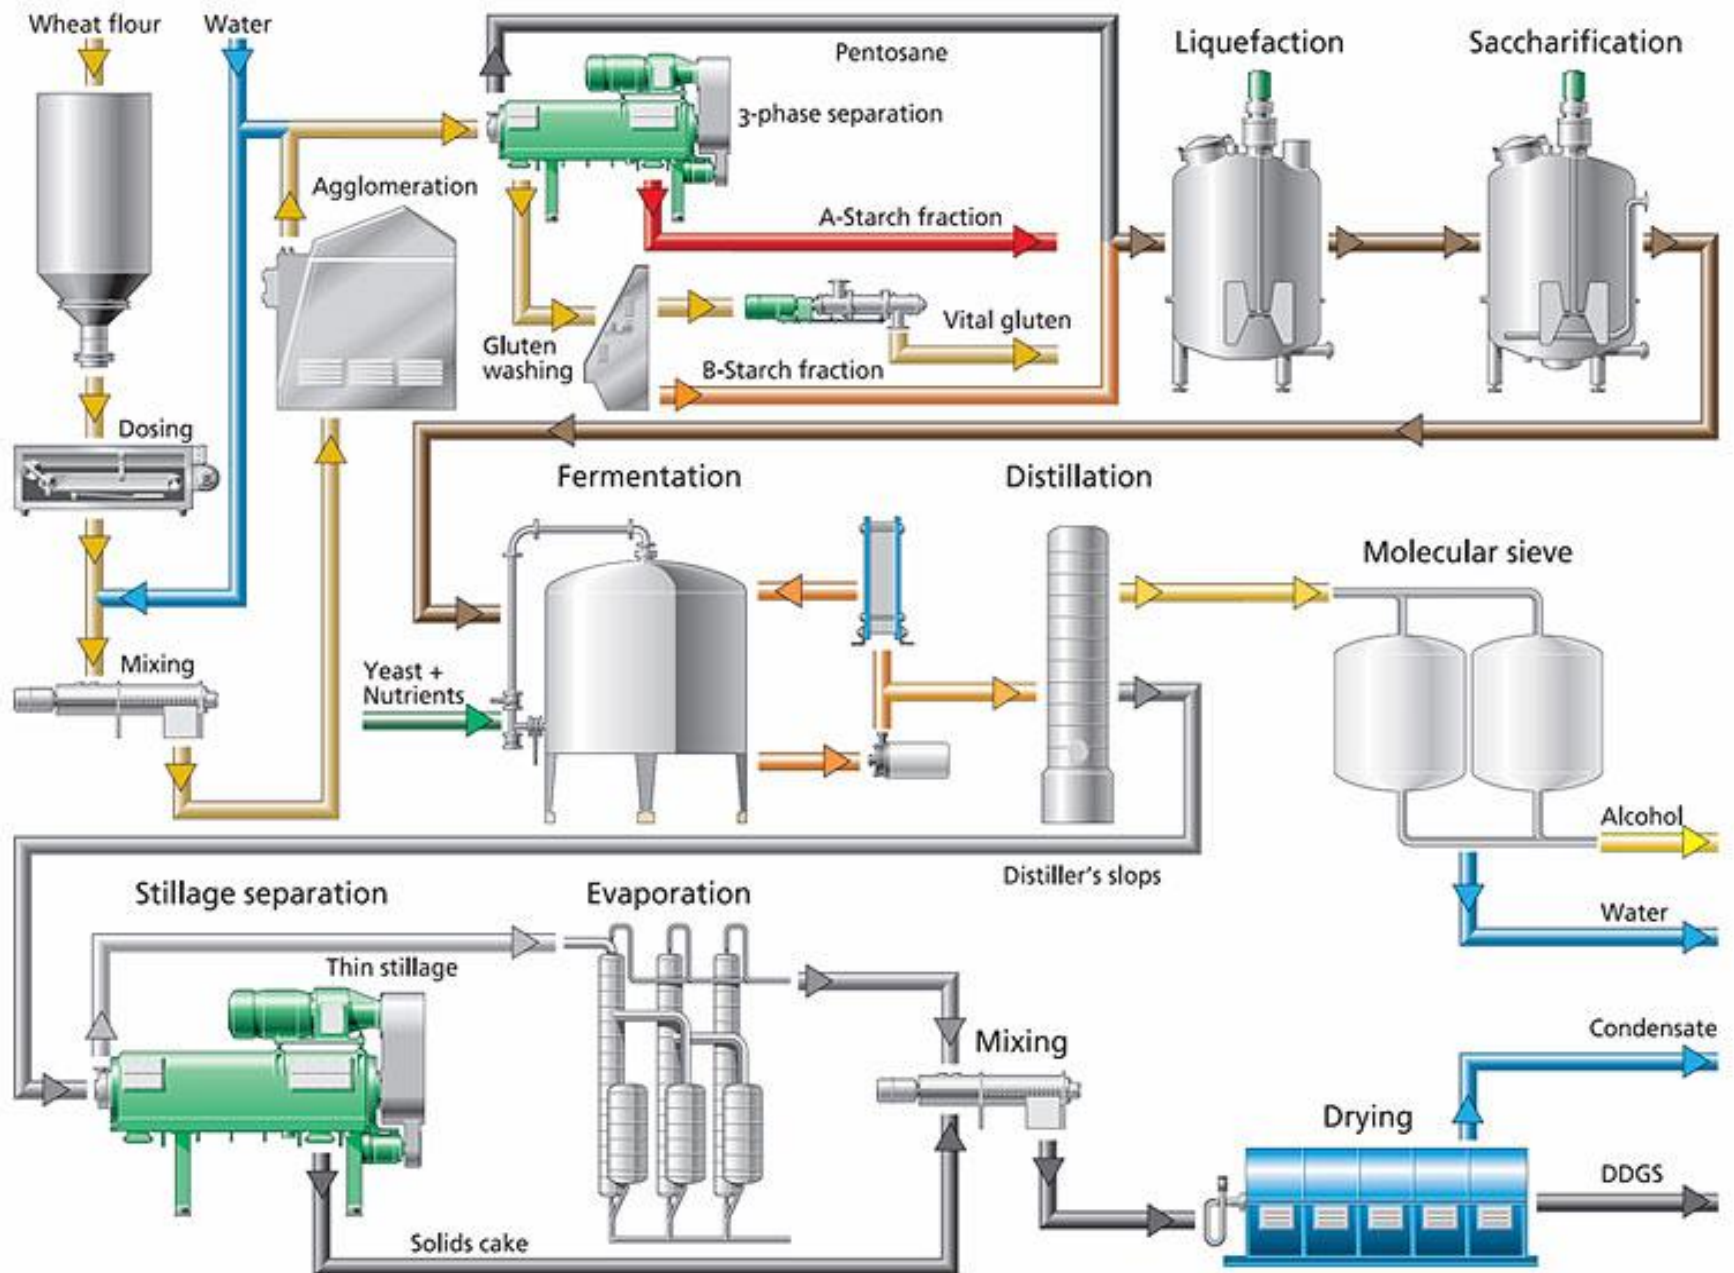 Wheat flour
Water
Pentosane
Liquefaction
Saccharification
3-phase separation
Agglomeration
A-Starch fraction
Vital gluten
Gluten
washing
B-Starch fraction
Dosing
Fermentation
Distillation
Molecular sieve
Mixing
Yeast +
Nutrients
Alcohol
Distiller's slops
Water
Stillage separation
Evaporation
Thin stillage
Condensate
Mixing
Drying
DDGS
Solids cake